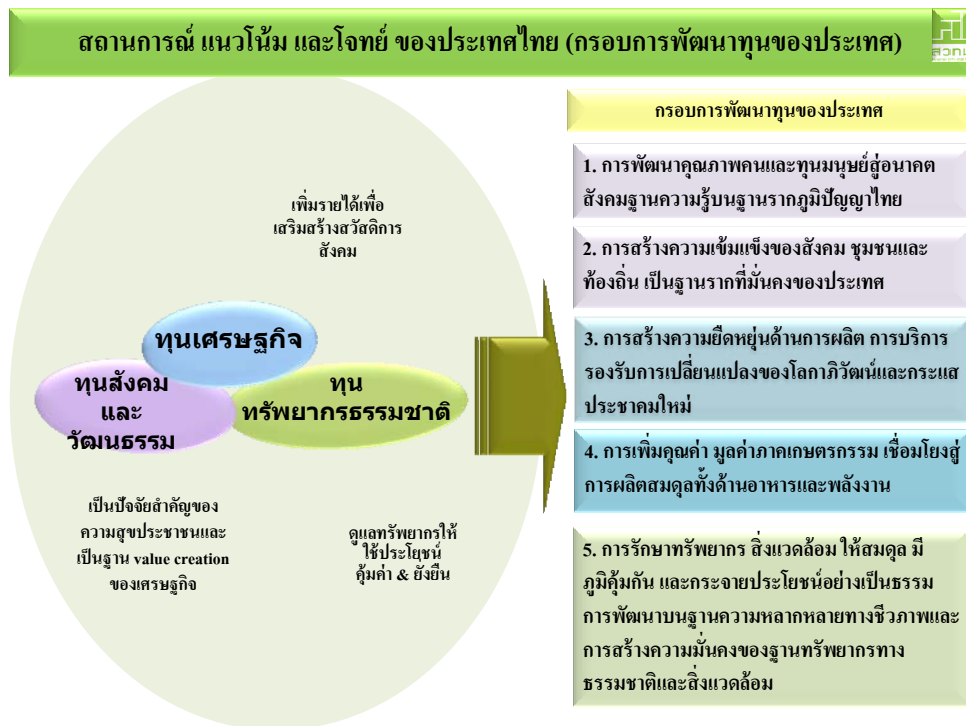 สถานการณ์ แนวโน้ม และโจทย์ ของประเทศไทย (กรอบการพัฒนาทุนของประเทศ)
เพิ่มรายได้เพื่อ
เสริมสร้างสวัสดิการ
สังคม
ทุนเศรษฐกิจ
ทุนสังคม
และ
วัฒนธรรม
ทุน
ทรัพยากรธรรมชาติ
เป็นปัจจัยสำคัญของ
ความสุขประชาชนและ
เป็นฐาน value creation
ของเศรษฐกิจ
ดูแลทรัพยากรให้
ใช้ประโยชน์
คุ้มค่า & ยั่งยืน
กรอบการพัฒนาทุนของประเทศ
1. การพัฒนาคุณภาพคนและทุนมนุษย์สู่อนาคต
สังคมฐานความรู้บนฐานรากภูมิปัญญาไทย
2. การสร้างความเข้มแข็งของสังคม ชุมชนและ
ท้องถิ่น เป็นฐานรากที่มั่นคงของประเทศ
3. การสร้างความยืดหยุ่นด้านการผลิต การบริการ
รองรับการเปลี่ยนแปลงของโลกาภิวัฒน์และกระแส
ประชาคมใหม่
4. การเพิ่มคุณค่า มูลค่าภาคเกษตรกรรม เชื่อมโยงสู่
การผลิตสมดุลทั้งด้านอาหารและพลังงาน
5. การรักษาทรัพยากร สิ่งแวดล้อม ให้สมดุล มี
ภูมิคุ้มกัน และกระจายประโยชน์อย่างเป็นธรรม
การพัฒนาบนฐานความหลากหลายทางชีวภาพและ
การสร้างความมั่นคงของฐานทรัพยากรทาง
ธรรมชาติและสิ่งแวดล้อม